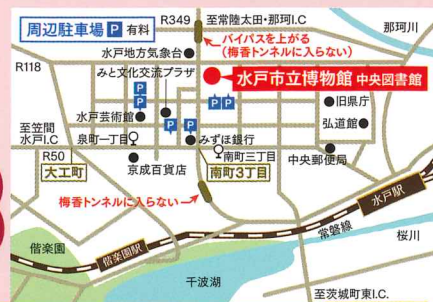 周辺駐車場 P 有料
R349
至常陸太田・那珂I.C
那珂川
バイパスを上がる
(梅香トンネルに入らない)
水戸地方気象台
R118
みと文化交流プラザ
水戸市立博物館 中央図書館
P
P
P P
旧県庁
水戸芸術館
弘道館
至笠間
水戸I.C
泉町一丁目
P P
みずほ銀行
R50
大工町
京成百貨店
南町三丁目
南町3丁目
中央郵便局
水戸駅
梅香トンネルに入らない
常磐線
桜川
偕楽園
偕楽園駅
千波湖
至茨城町東I.C.